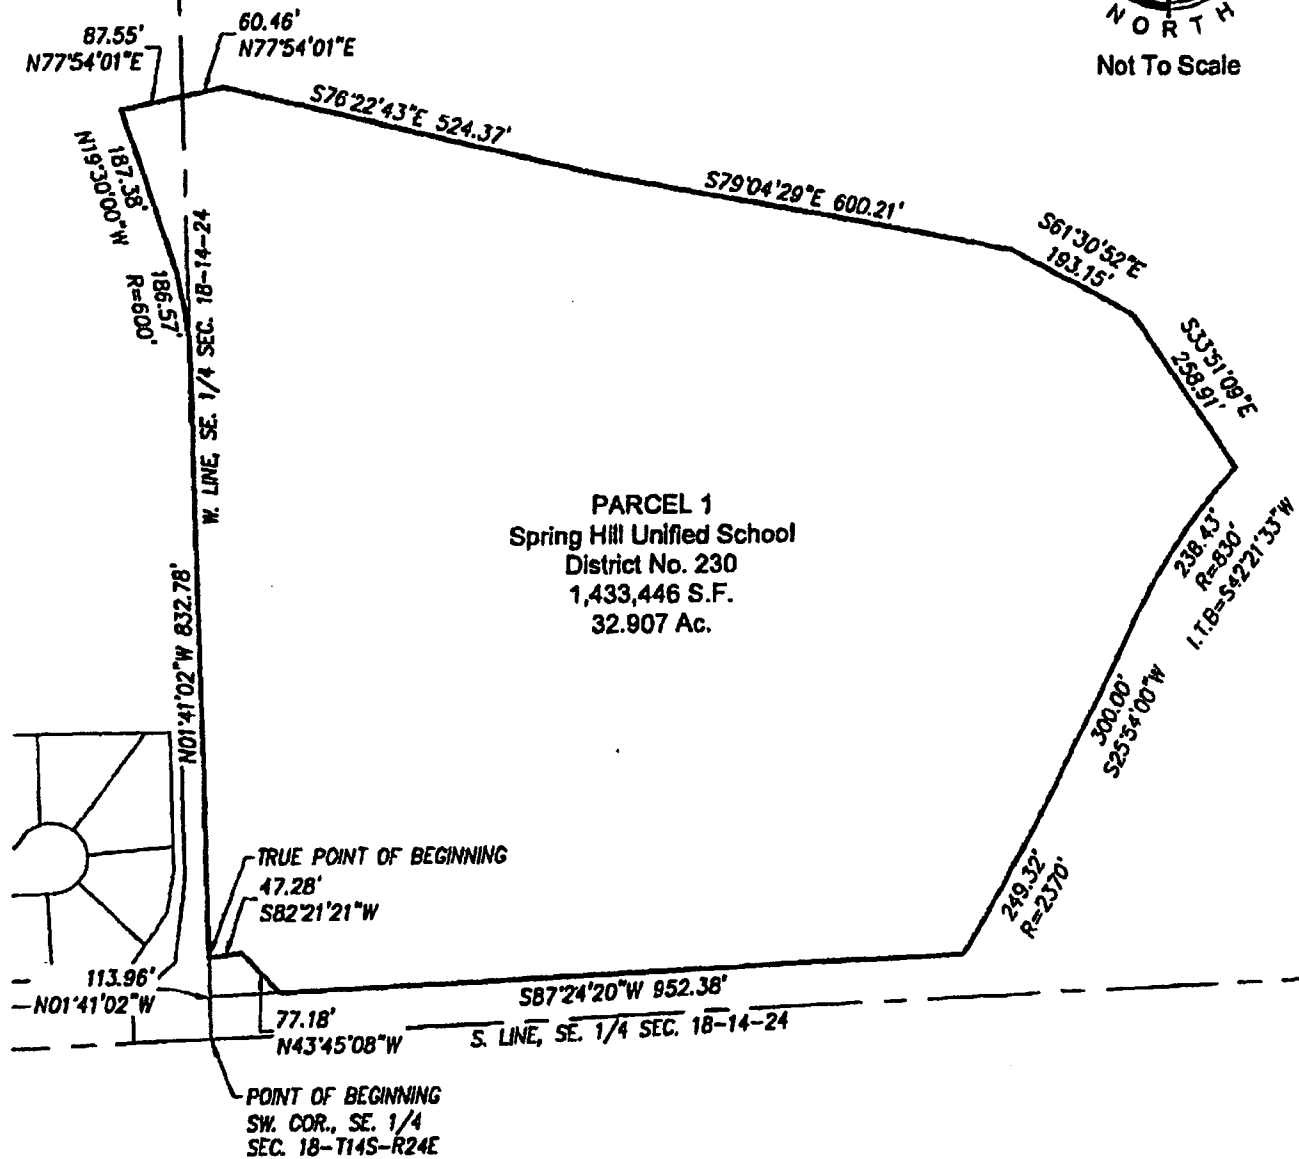 NORTH
Not To Scale
87.55'
N77°54'01"E
60.46'
N77°54'01"E
S76°22'43"E 524.37'
S79°04'29"E 600.21'
S61°30'52"E
193.15'
S33°51'09"E
258.91'
187.38'
N19°30'00"W
186.57'
R=600'
W. LINE, SE. 1/4 SEC. 18-14-24
PARCEL 1
Spring Hill Unified School
District No. 230
1,433,446 S.F.
32.907 Ac.
238.43'
R=830'
I.T.B=S42°21'33"W
N01°41'02"W 832.78'
300.00'
S25°54'00"W
249.32'
R=2370'
TRUE POINT OF BEGINNING
47.28'
S82°21'21"W
113.96'
N01°41'02"W
S87°24'20"W 952.38'
77.18'
N43°45'08"W
S. LINE, SE. 1/4 SEC. 18-14-24
POINT OF BEGINNING
SW. COR., SE. 1/4
SEC. 18-T14S-R24E